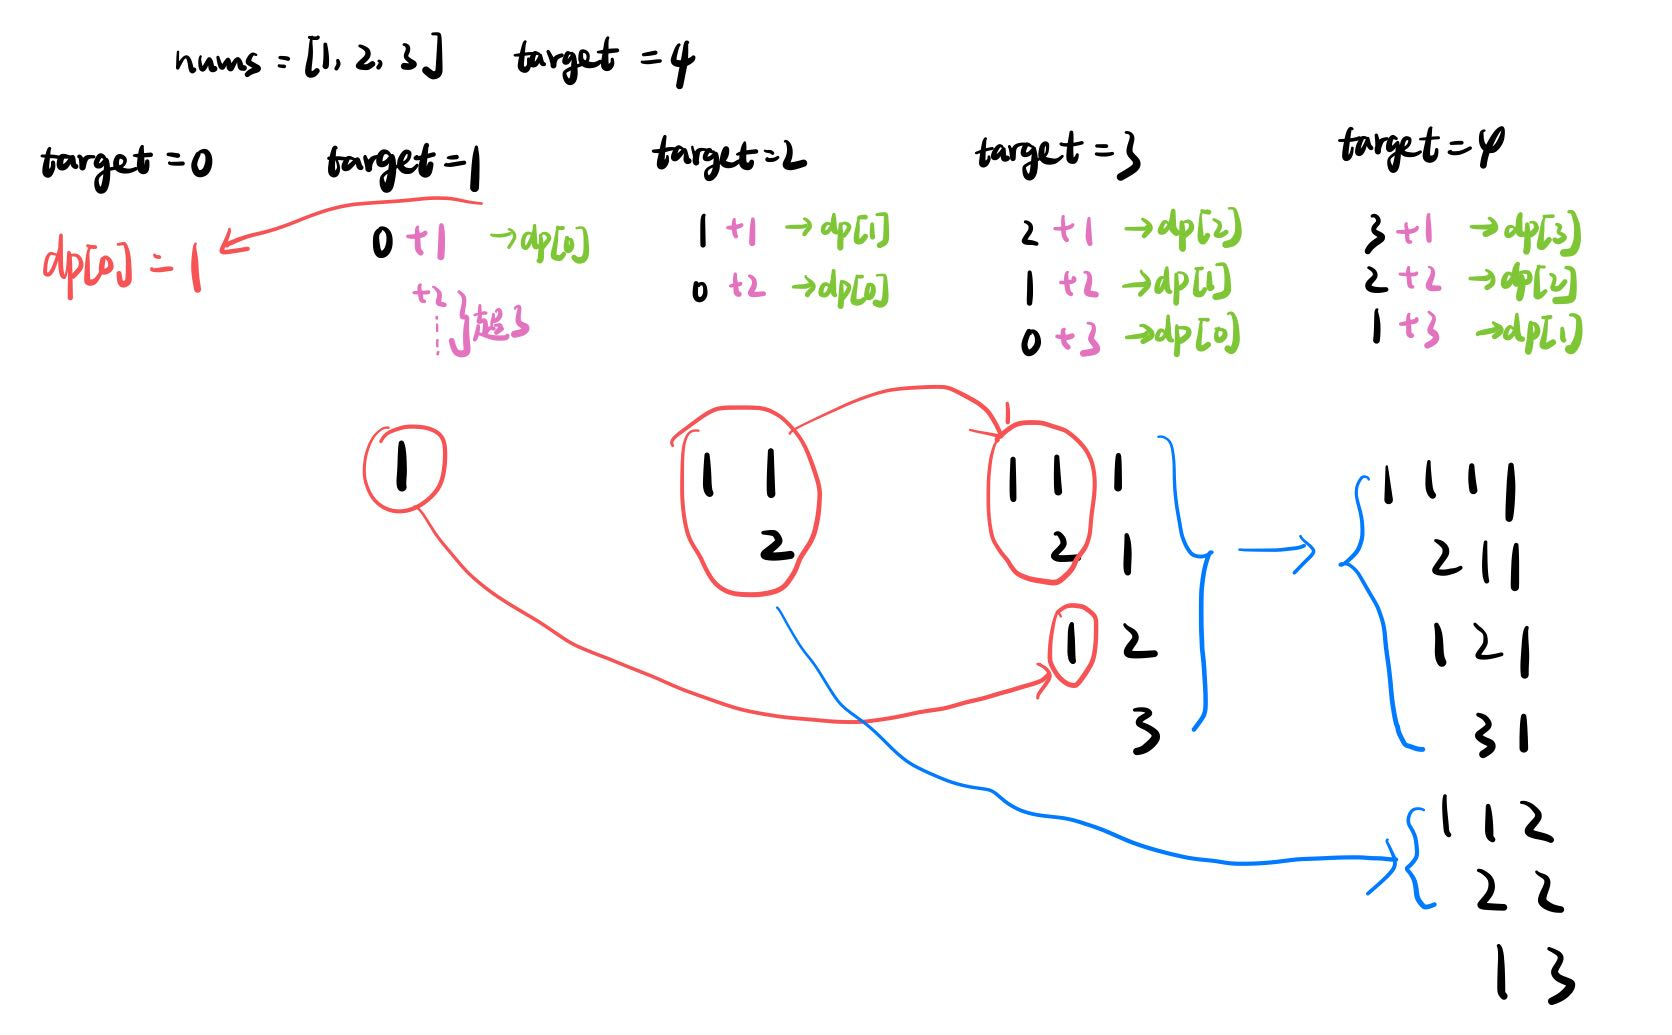 nums = [1, 2, 3] target = 4
target = 0
dp[0] = 1
target = 1
0 +1 → dp[0]
+2 } 超了
target = 2
1 +1 → dp[1]
0 +2 → dp[0]
target = 3
2 +1 → dp[2]
1 +2 → dp[1]
0 +3 → dp[0]
target = 4
3 +1 → dp[3]
2 +2 → dp[2]
1 +3 → dp[1]
1
1 1
2
1 1 1
2 1
1 2
3
1 1 1 1
2 1 1
1 2 1
3 1
1 1 2
2 2
1 3